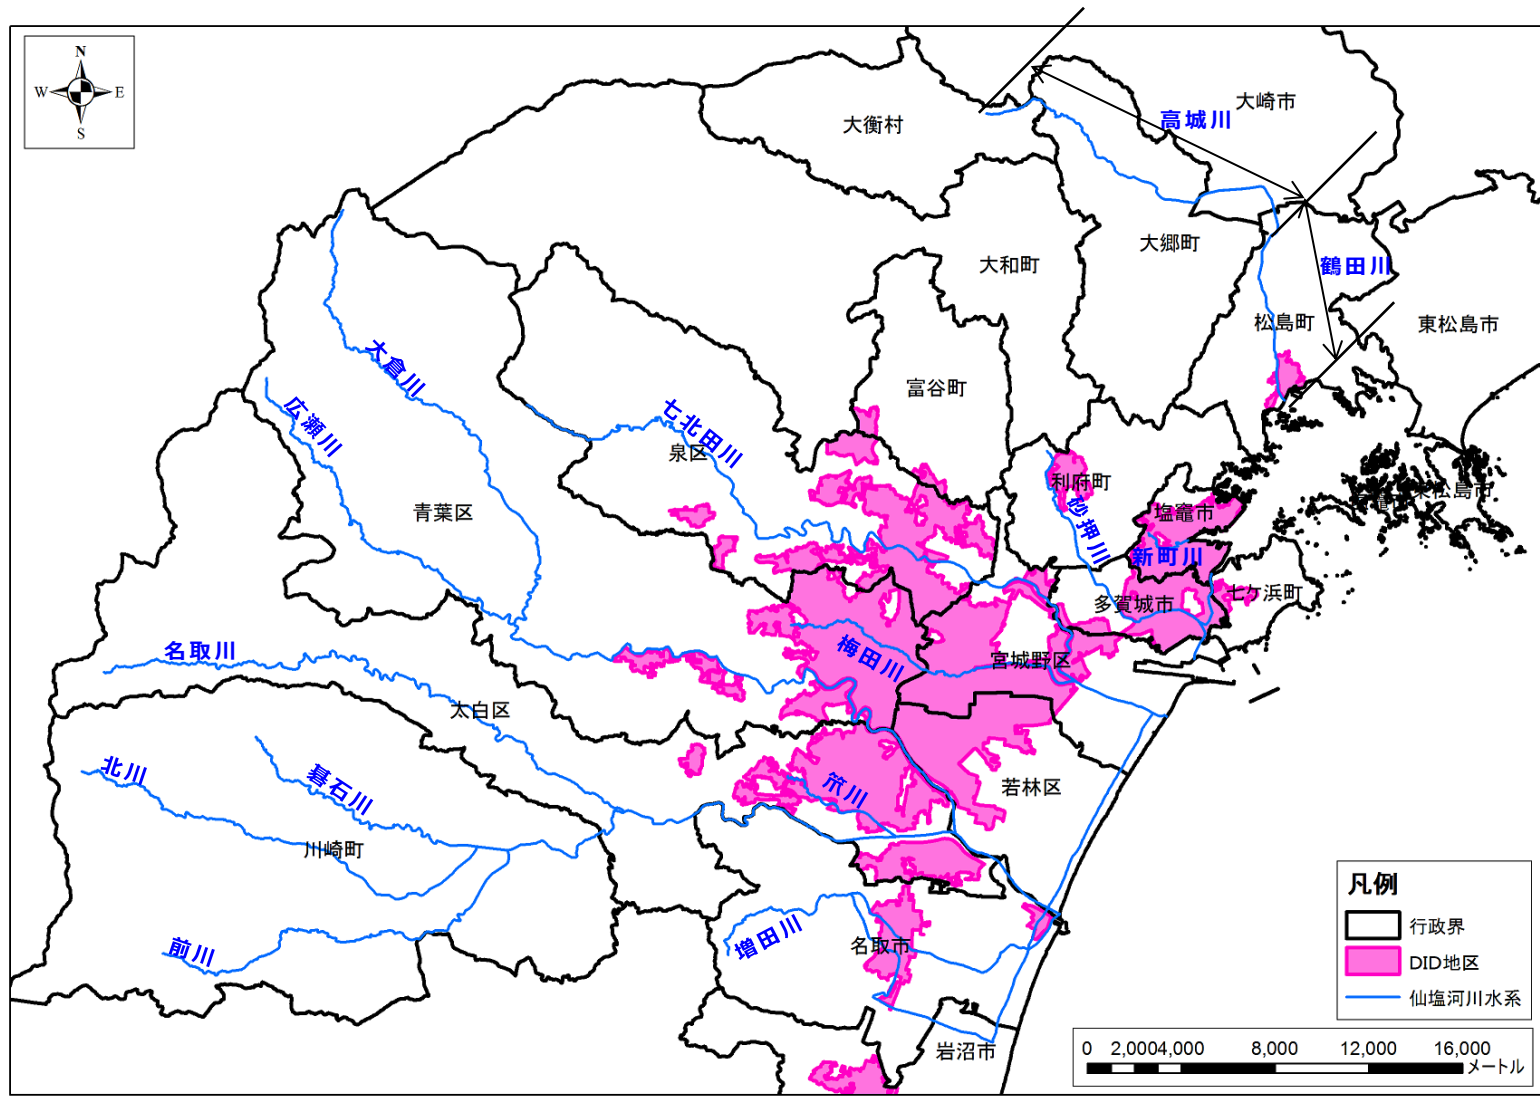 N
W
E
S
大崎市
高城川
大衡村
大郷町
大和町
鶴田川
松島町
東松島市
大倉川
富谷町
広瀬川
七北田川
泉区
利府町
東松島市
青葉区
砂押川
塩竈市
新町川
七ケ浜町
多賀城市
名取川
梅田川
宮城野区
太白区
北川
碁石川
笊川
若林区
川崎町
前川
増田川
名取市
岩沼市
凡例
行政界
DID地区
仙塩河川水系
0 2,000 4,000 8,000 12,000 16,000
メートル